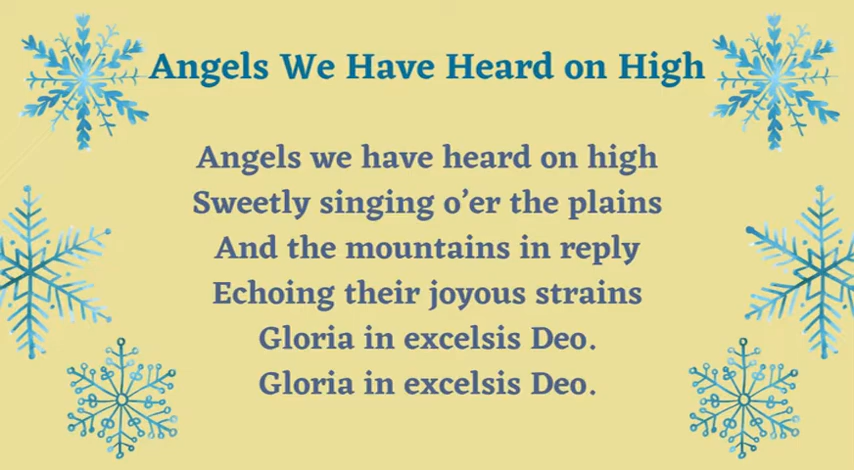 Angels We Have Heard on High
Angels we have heard on high
Sweetly singing o’er the plains
And the mountains in reply
Echoing their joyous strains
Gloria in excelsis Deo.
Gloria in excelsis Deo.